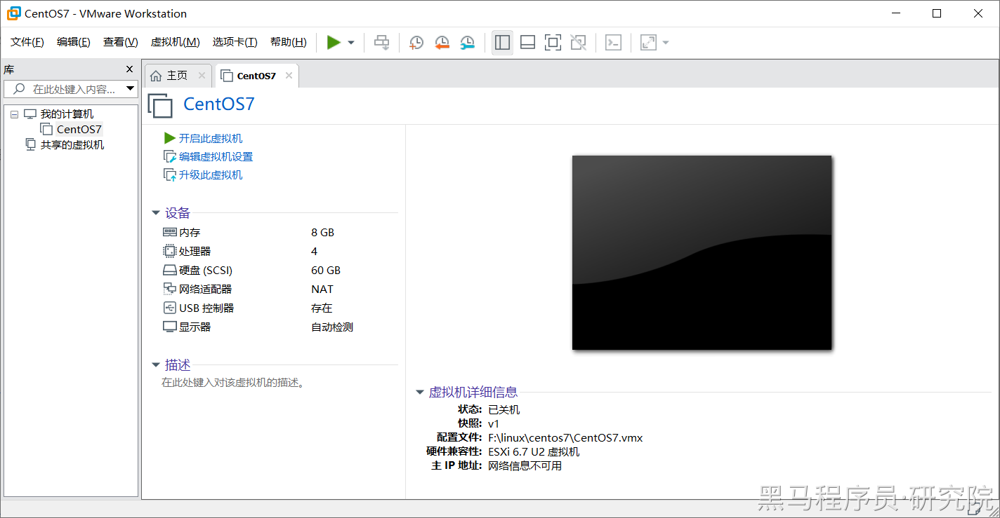 CentOS7 - VMware Workstation
文件(F) 编辑(E) 查看(V) 虚拟机(M) 选项卡(T) 帮助(H)
库
在此处键入内容...
我的计算机
CentOS7
共享的虚拟机
主页 CentOS7
CentOS7
开启此虚拟机
编辑虚拟机设置
升级此虚拟机
设备
内存 8 GB
处理器 4
硬盘 (SCSI) 60 GB
网络适配器 NAT
USB 控制器 存在
显示器 自动检测
描述
在此处键入对该虚拟机的描述。
虚拟机详细信息
状态: 已关机
快照: v1
配置文件: F:\linux\centos7\CentOS7.vmx
硬件兼容性: ESXi 6.7 U2 虚拟机
主 IP 地址: 网络信息不可用
黑马程序员·研究院